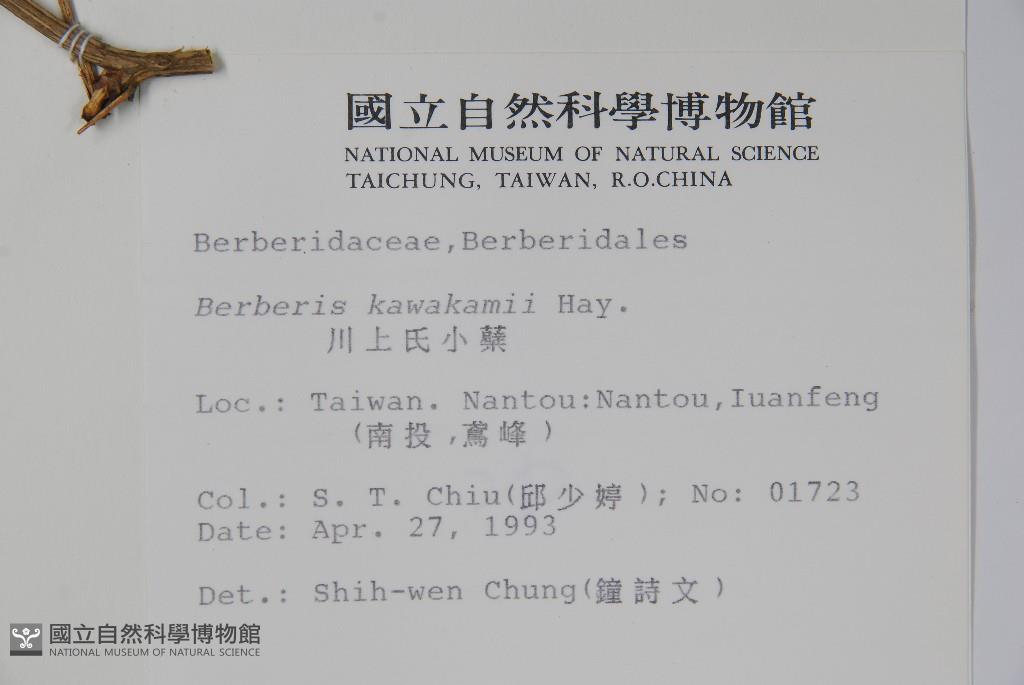 國立自然科學博物館
NATIONAL MUSEUM OF NATURAL SCIENCE
TAICHUNG, TAIWAN, R.O.CHINA
Berberidaceae,Berberidales
Berberis kawakamii Hay.
川上氏小蘗
Loc.: Taiwan. Nantou:Nantou,Iuanfeng
(南投,鳶峰)
Col.: S. T. Chiu(邱少婷); No: 01723
Date: Apr. 27, 1993
Det.: Shih-wen Chung(鐘詩文)
國立自然科學博物館
NATIONAL MUSEUM OF NATURAL SCIENCE